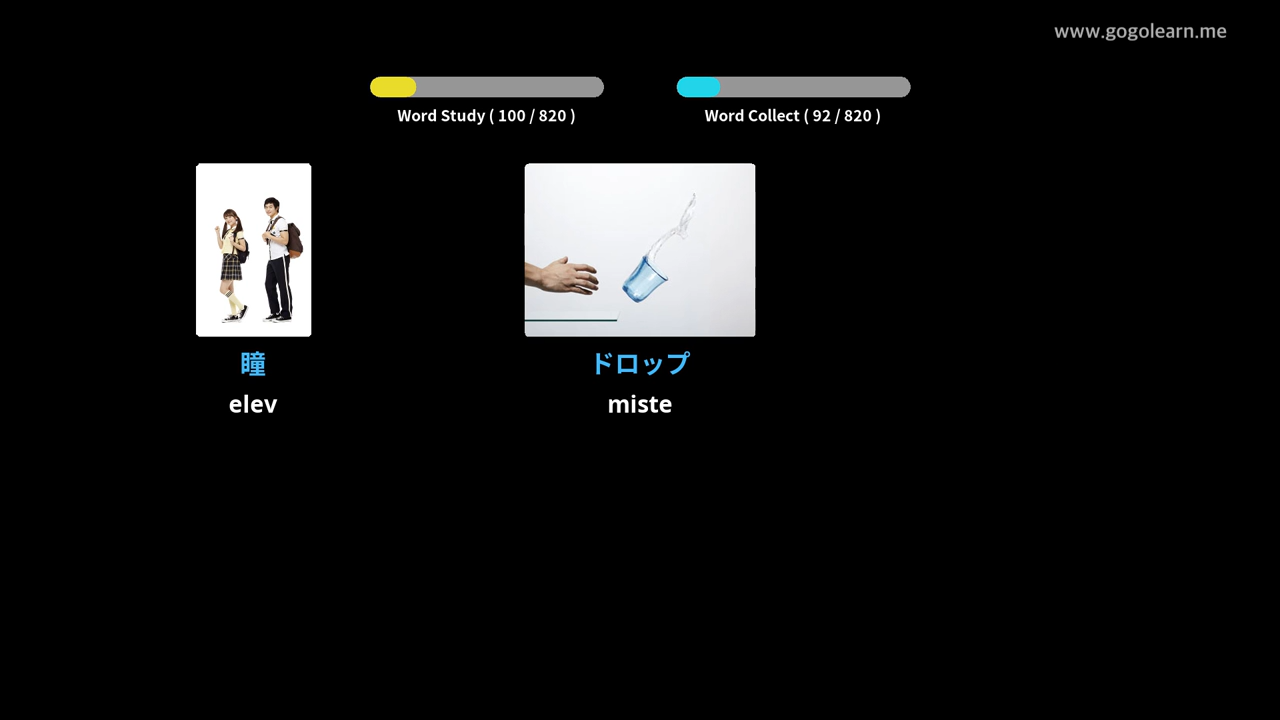 www.gogolearn.me
Word Study ( 100 / 820 )
Word Collect ( 92 / 820 )
瞳
elev
ドロップ
miste